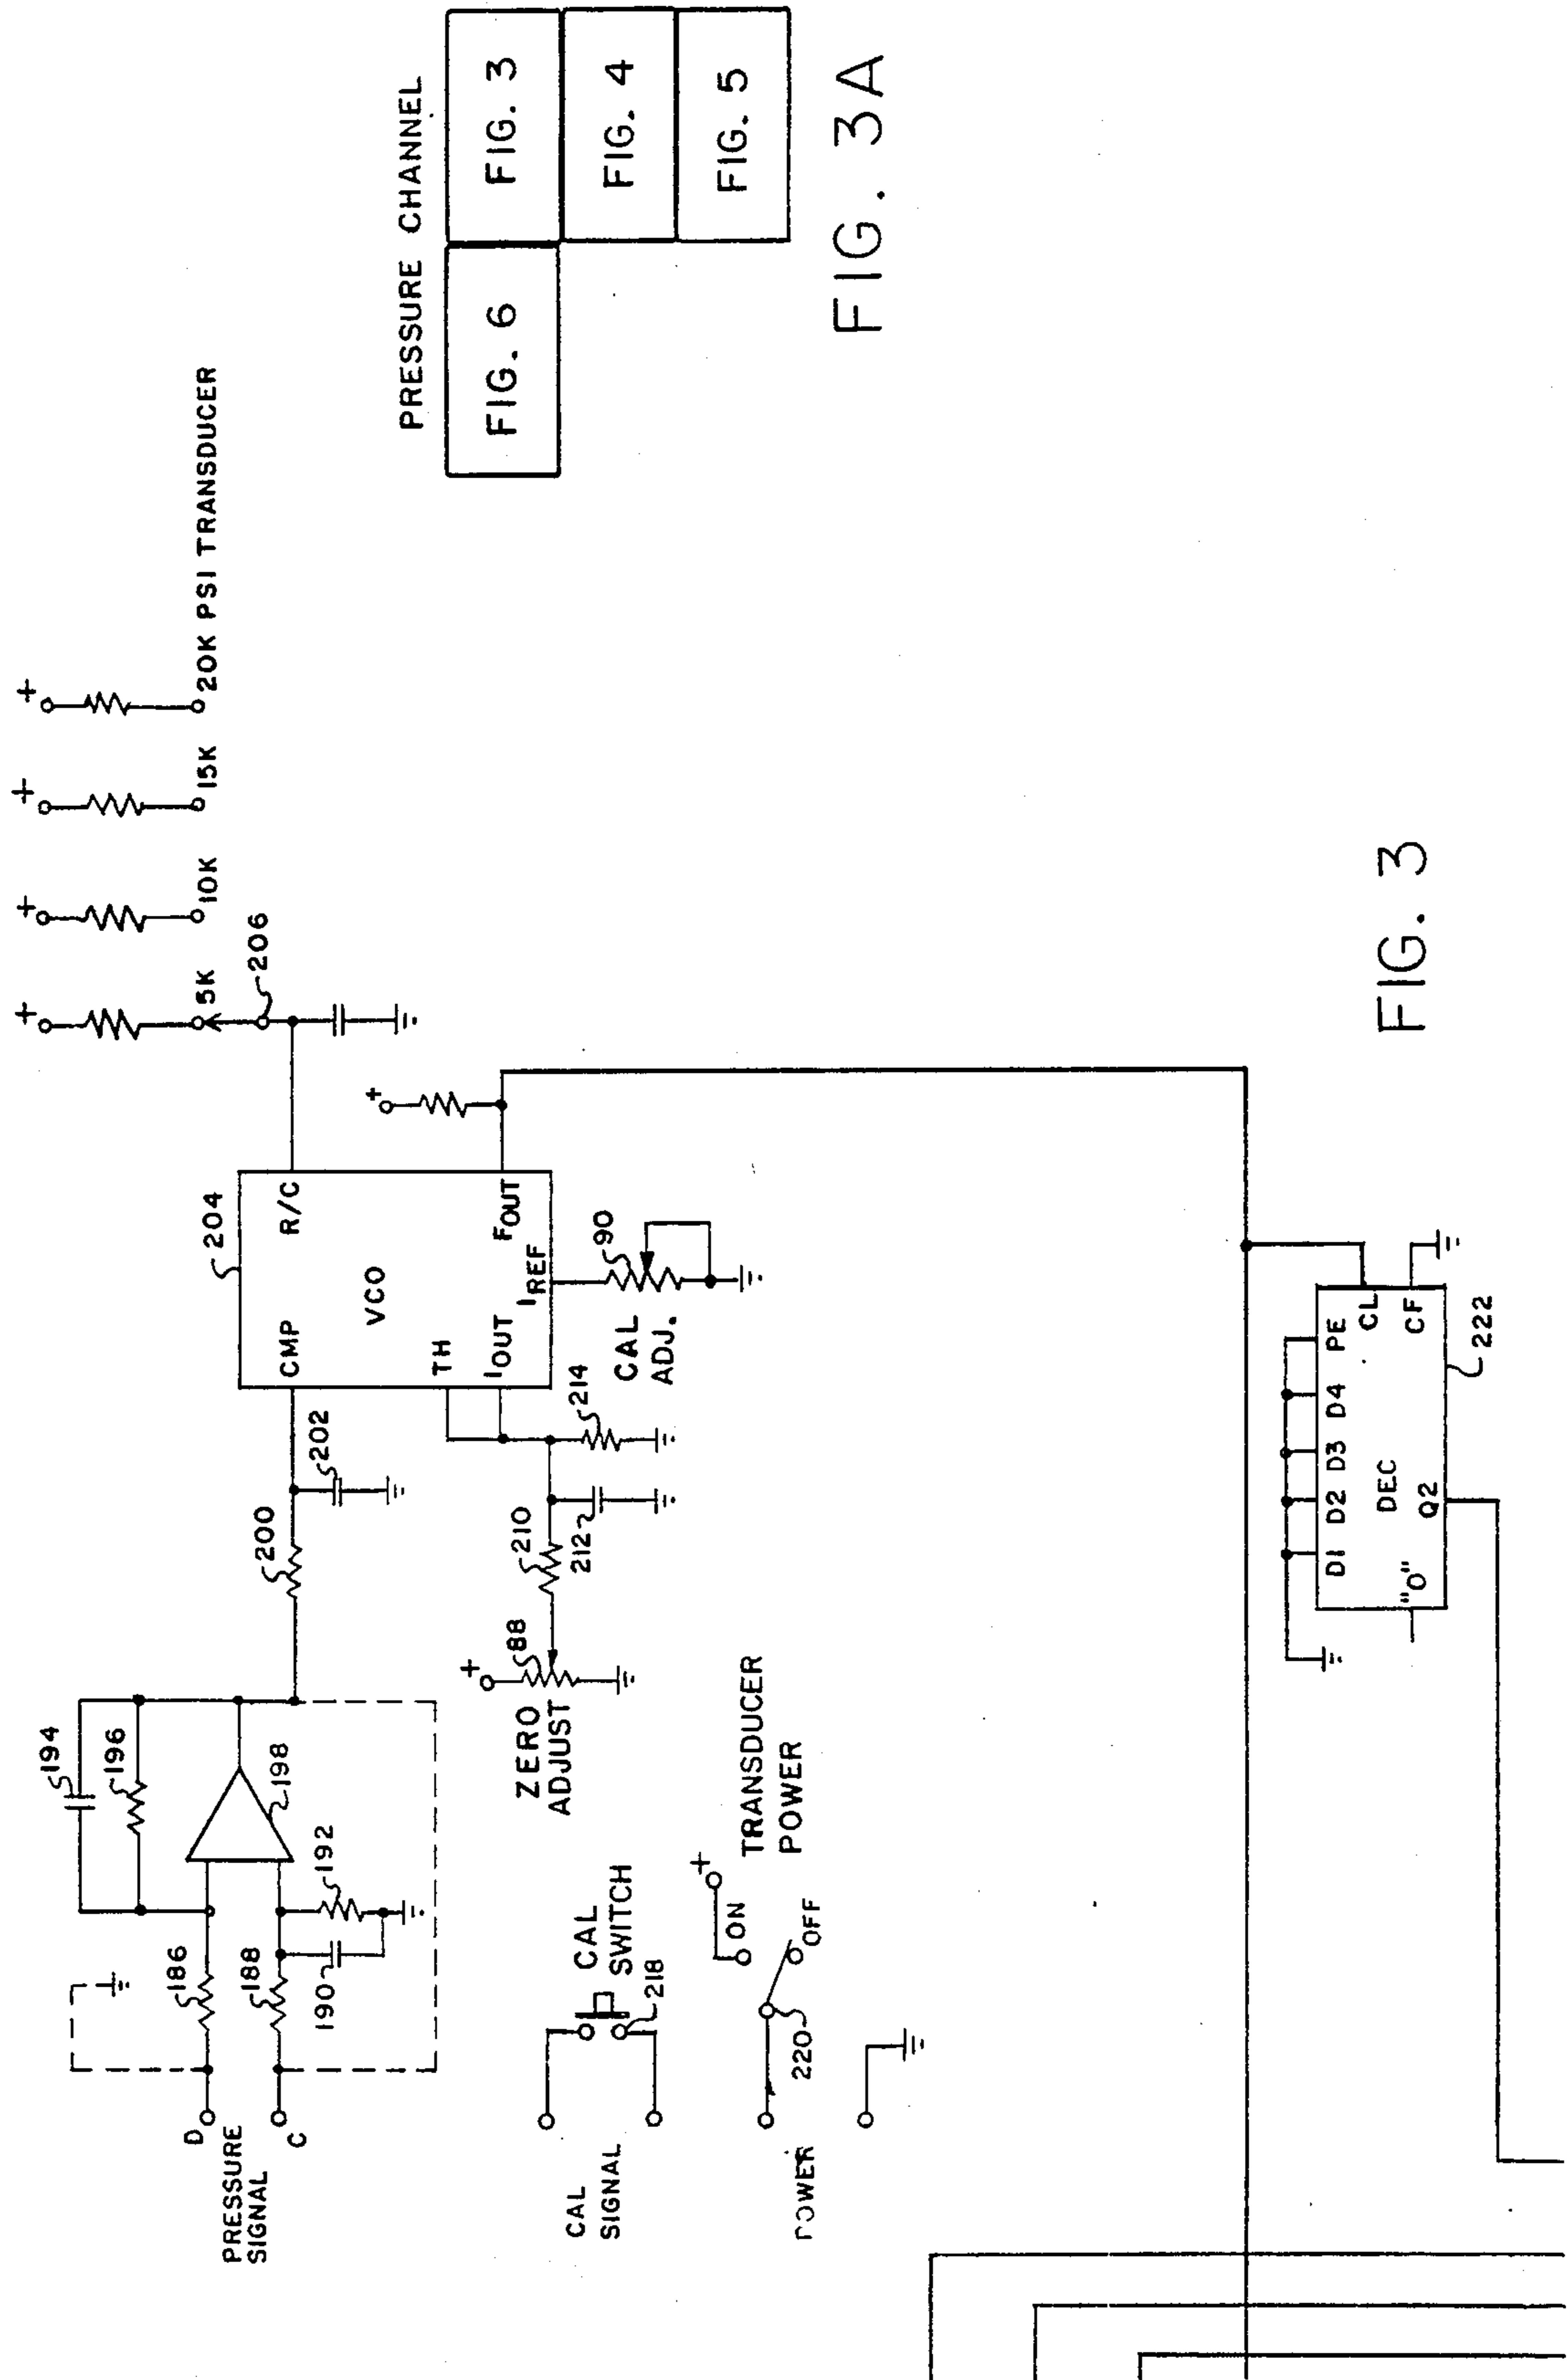 194
196
186
188
190
192
198
D
PRESSURE
SIGNAL
C
200
202
204
CMP
R/C
VCO
TH
IOUT
IREF
FOUT
206
5K
10K
15K
20K PSI TRANSDUCER
+
+
+
+
+
+
88
ZERO
ADJUST
210
212
214
CAL
ADJ.
90
CAL
SIGNAL
CAL
SWITCH
218
POWER
220
ON
OFF
+
TRANSDUCER
POWER
D1 D2 D3 D4 PE
DEC
CL
"0"
Q2
CF
222
FIG. 3
PRESSURE CHANNEL
FIG. 6
FIG. 3
FIG. 4
FIG. 5
FIG. 3A